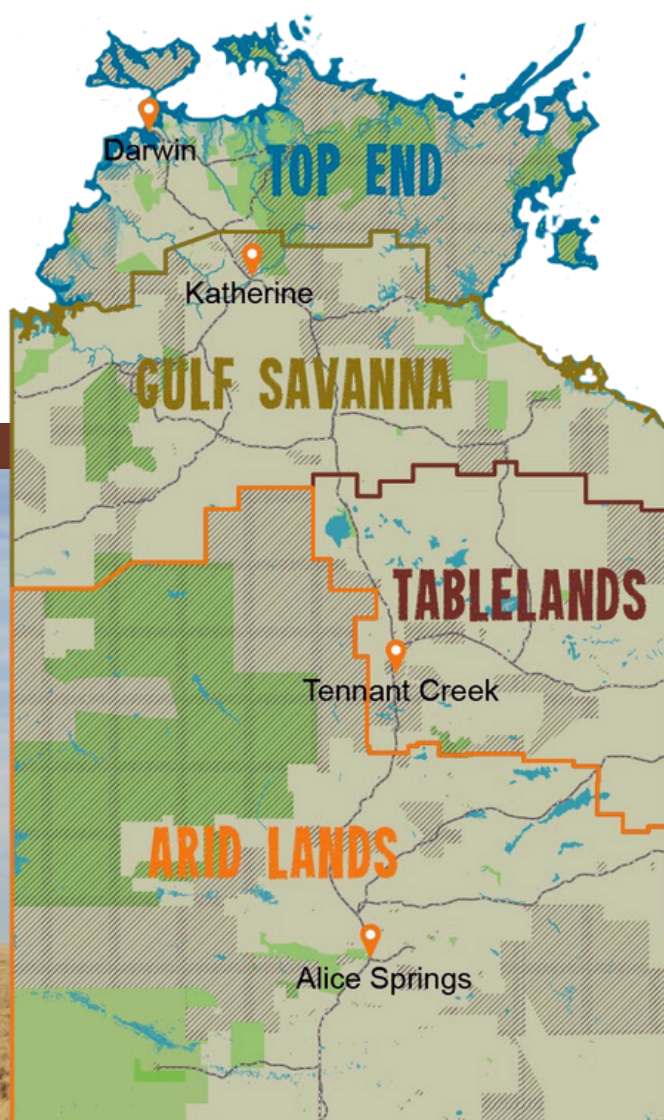 Darwin
TOP END
Katherine
GULF SAVANNA
TABLELANDS
Tennant Creek
ARID LANDS
Alice Springs